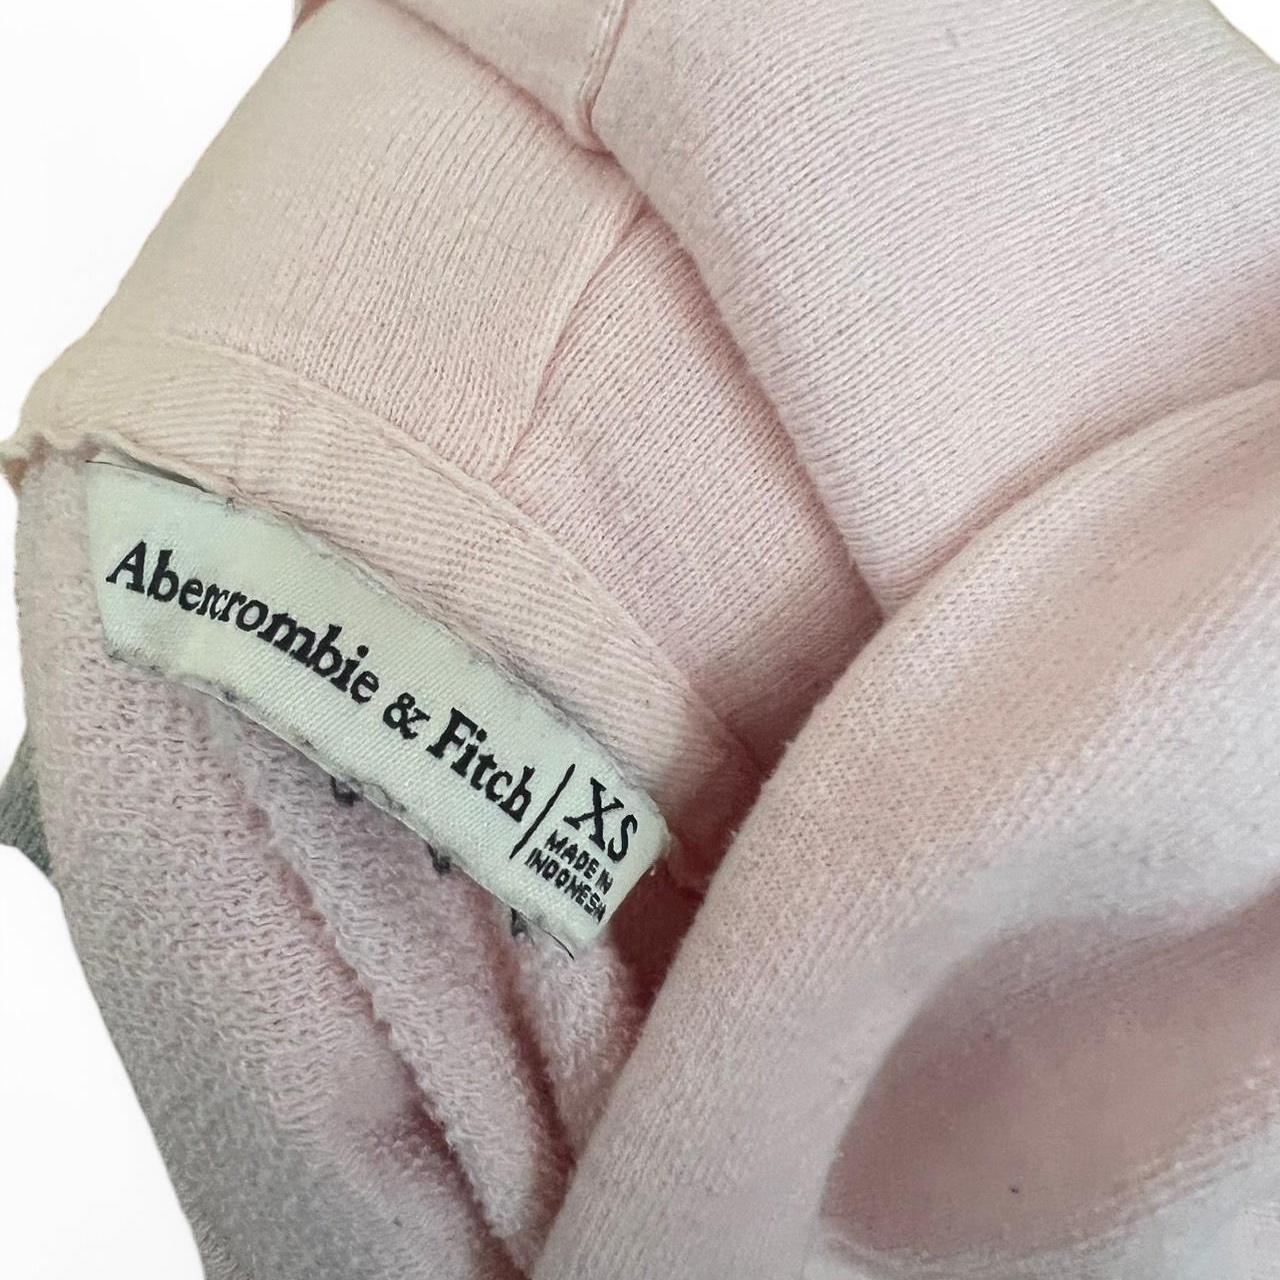 Abercrombie & Fitch | XS
MADE IN
INDONESIA